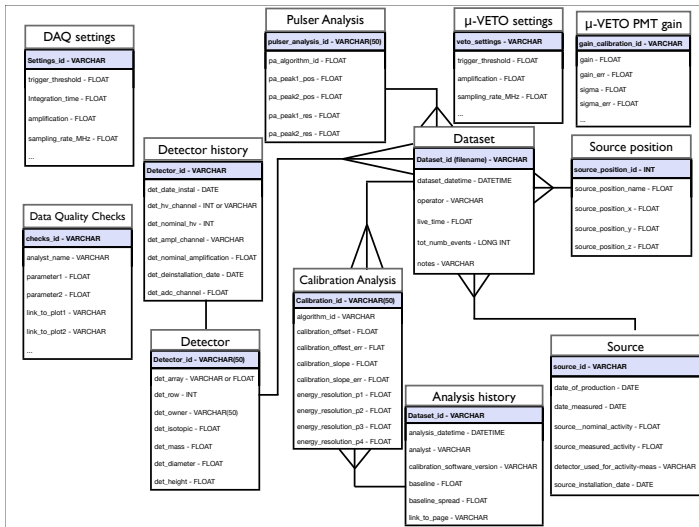 DAQ settings
Settings_id - VARCHAR
trigger_threshold - FLOAT
Integration_time - FLOAT
amplification - FLOAT
sampling_rate_MHz - FLOAT
...
Pulser Analysis
pulser_analysis_id - VARCHAR(50)
pa_algorithm_id - FLOAT
pa_peak1_pos - FLOAT
pa_peak2_pos - FLOAT
pa_peak1_res - FLOAT
pa_peak2_res - FLOAT
μ-VETO settings
veto_settings - VARCHAR
trigger_threshold - FLOAT
amplification - FLOAT
sampling_rate_MHz - FLOAT
...
μ-VETO PMT gain
gain_calibration_id - VARCHAR
gain - FLOAT
gain_err - FLOAT
sigma - FLOAT
sigma_err - FLOAT
...
Detector history
Detector_id - VARCHAR
det_date_instal - DATE
det_hv_channel - INT or VARCHAR
det_nominal_hv - INT
det_ampl_channel - VARCHAR
det_nominal_amplification - FLOAT
det_deinstallation_date - DATE
det_adc_channel - FLOAT
Dataset
Dataset_id (filename) - VARCHAR
dataset_datetime - DATETIME
operator - VARCHAR
live_time - FLOAT
tot_numb_events - LONG INT
notes - VARCHAR
Source position
source_position_id - INT
source_position_name - FLOAT
source_position_x - FLOAT
source_position_y - FLOAT
source_position_z - FLOAT
Data Quality Checks
checks_id - VARCHAR
analyst_name - VARCHAR
parameter1 - FLOAT
parameter2 - FLOAT
link_to_plot1 - VARCHAR
link_to_plot2 - VARCHAR
...
Calibration Analysis
Calibration_id - VARCHAR(50)
algorithm_id - VARCHAR
calibration_offset - FLOAT
calibration_offest_err - FLAT
calibration_slope - FLOAT
calibration_slope_err - FLOAT
energy_resolution_p1 - FLOAT
energy_resolution_p2 - FLOAT
energy_resolution_p3 - FLOAT
energy_resolution_p4 - FLOAT
Detector
Detector_id - VARCHAR(50)
det_array - VARCHAR or FLOAT
det_row - INT
det_owner - VARCHAR(50)
det_isotopic - FLOAT
det_mass - FLOAT
det_diameter - FLOAT
det_height - FLOAT
Analysis history
Dataset_id - VARCHAR
analysis_datetime - DATETIME
analyst - VARCHAR
calibration_software_version - VARCHAR
baseline - FLOAT
baseline_spread - FLOAT
link_to_page - VARCHAR
Source
source_id - VARCHAR
date_of_production - DATE
date_measured - DATE
source__nominal_activity - FLOAT
source_measured_activity - FLOAT
detector_used_for_activity-meas - VARCHAR
source_installation_date - DATE